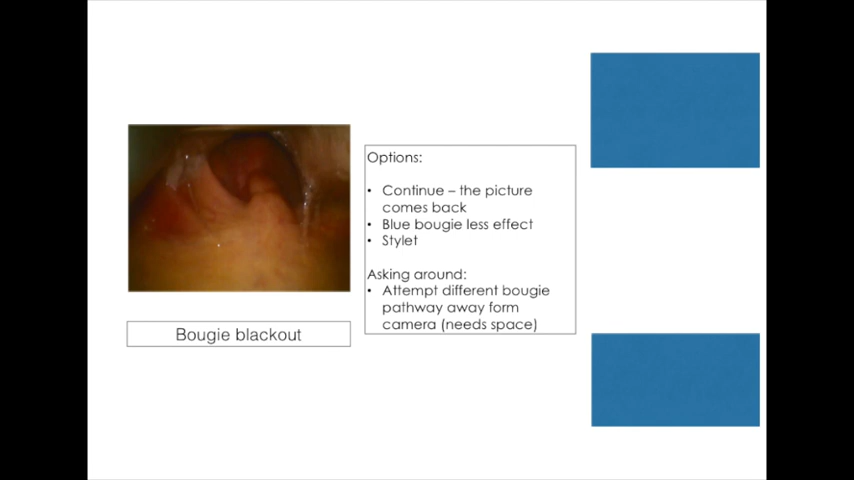 Options:
• Continue – the picture
comes back
• Blue bougie less effect
• Stylet
Asking around:
• Attempt different bougie
pathway away form
camera (needs space)
Bougie blackout